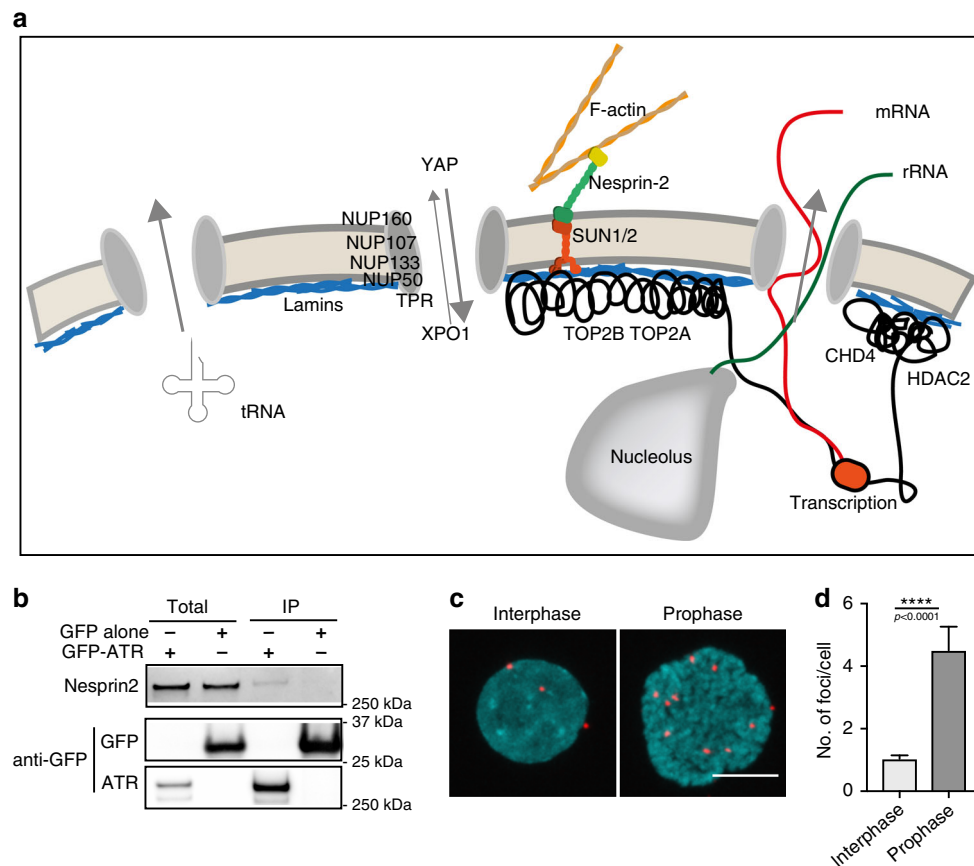 a
F-actin
mRNA
YAP
Nesprin-2
rRNA
NUP160
SUN1/2
NUP107
NUP133
NUP50
Lamins
TPR
XPO1
TOP2B TOP2A
CHD4
HDAC2
tRNA
Nucleolus
Transcription
b
Total IP
GFP alone – + – +
GFP-ATR + – + –
Nesprin2
- 250 kDa
- 37 kDa
anti-GFP
GFP
- 25 kDa
ATR
- 250 kDa
c
Interphase Prophase
d
****
p<0.0001
No. of foci/cell
6
4
2
0
Interphase
Prophase